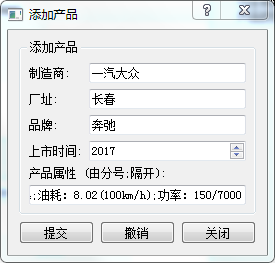 添加产品
添加产品
制造商: 一汽大众
厂址: 长春
品牌: 奔弛
上市时间: 2017
产品属性 (由分号;隔开):
;油耗: 8.02(100km/h);功率: 150/7000
提交 撤销 关闭